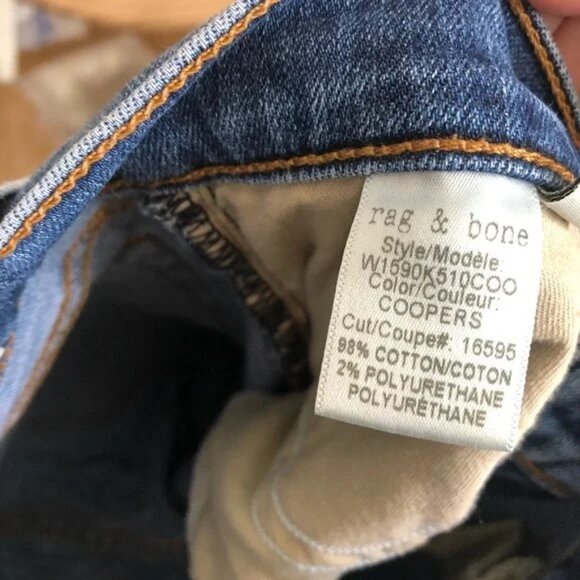 rag & bone
Style/Modèle
W1590K510COO
Color/Couleur:
COOPERS
Cut/Coupe#: 16595
98% COTTON/COTON
2% POLYURETHANE
POLYURÉTHANE